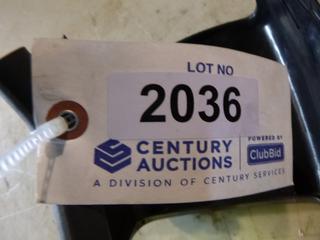 LOT NO
2036
CENTURY
AUCTIONS
POWERED BY
ClubBid
A DIVISION OF CENTURY SERVICES